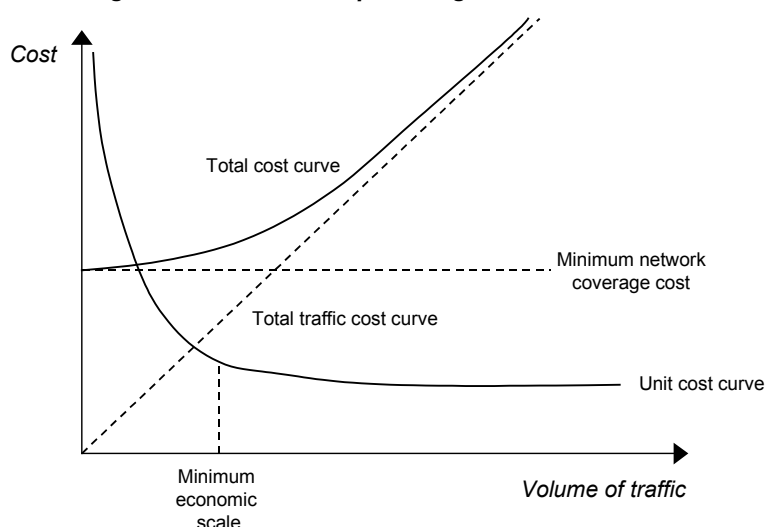 Cost
Total cost curve
Minimum network
coverage cost
Total traffic cost curve
Unit cost curve
Minimum
economic
scale
Volume of traffic